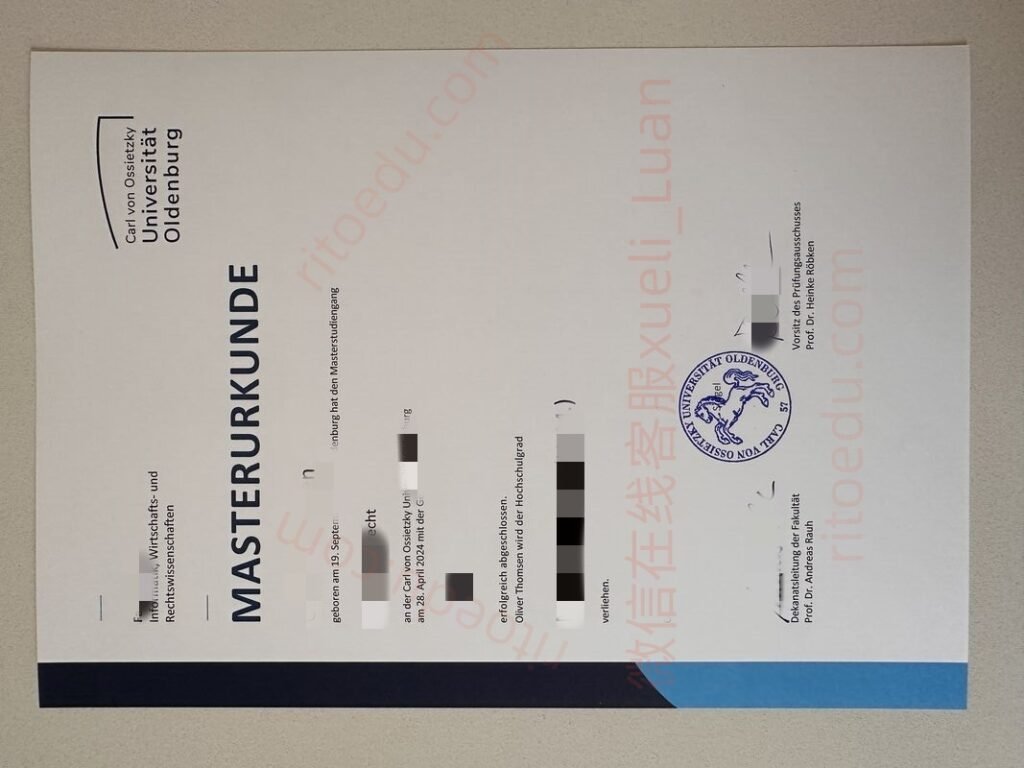 Carl von Ossietzky
Universität
Oldenburg
Wirtschafts- und
Rechtswissenschaften
MASTERURKUNDE
geboren am 19. hat den Masterstudiengang
echt
an der Carl von Ossietzky
am 28. April 2024 mit der
erfolgreich abgeschlossen.
Oliver Thomsen wird der Hochschulgrad
verliehen.
CARL VON OSSIETZKY UNIVERSITÄT OLDENBURG
57
Dekanatsleitung der Fakultät
Prof. Dr. Andreas Rauh
Vorsitz des Prüfungsausschusses
Prof. Dr. Heinke Röbken
ritoedu.com
微信在线客服xueli_Luan
ritoedu.com